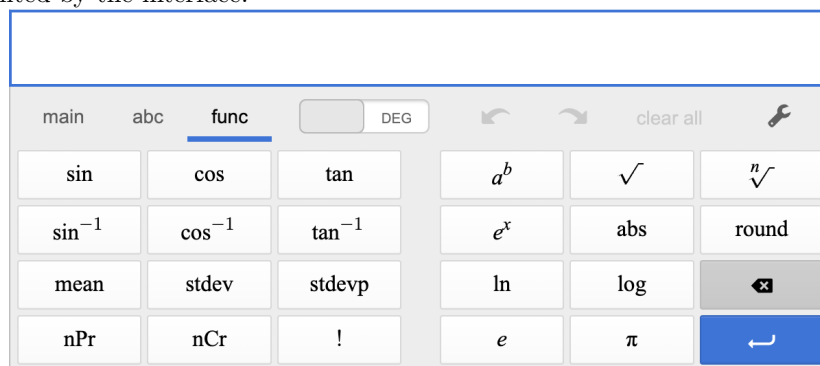 by the interface.
main abc func DEG clear all
sin cos tan a^b √ ⁿ√
sin⁻¹ cos⁻¹ tan⁻¹ eˣ abs round
mean stdev stdevp ln log
nPr nCr ! e π